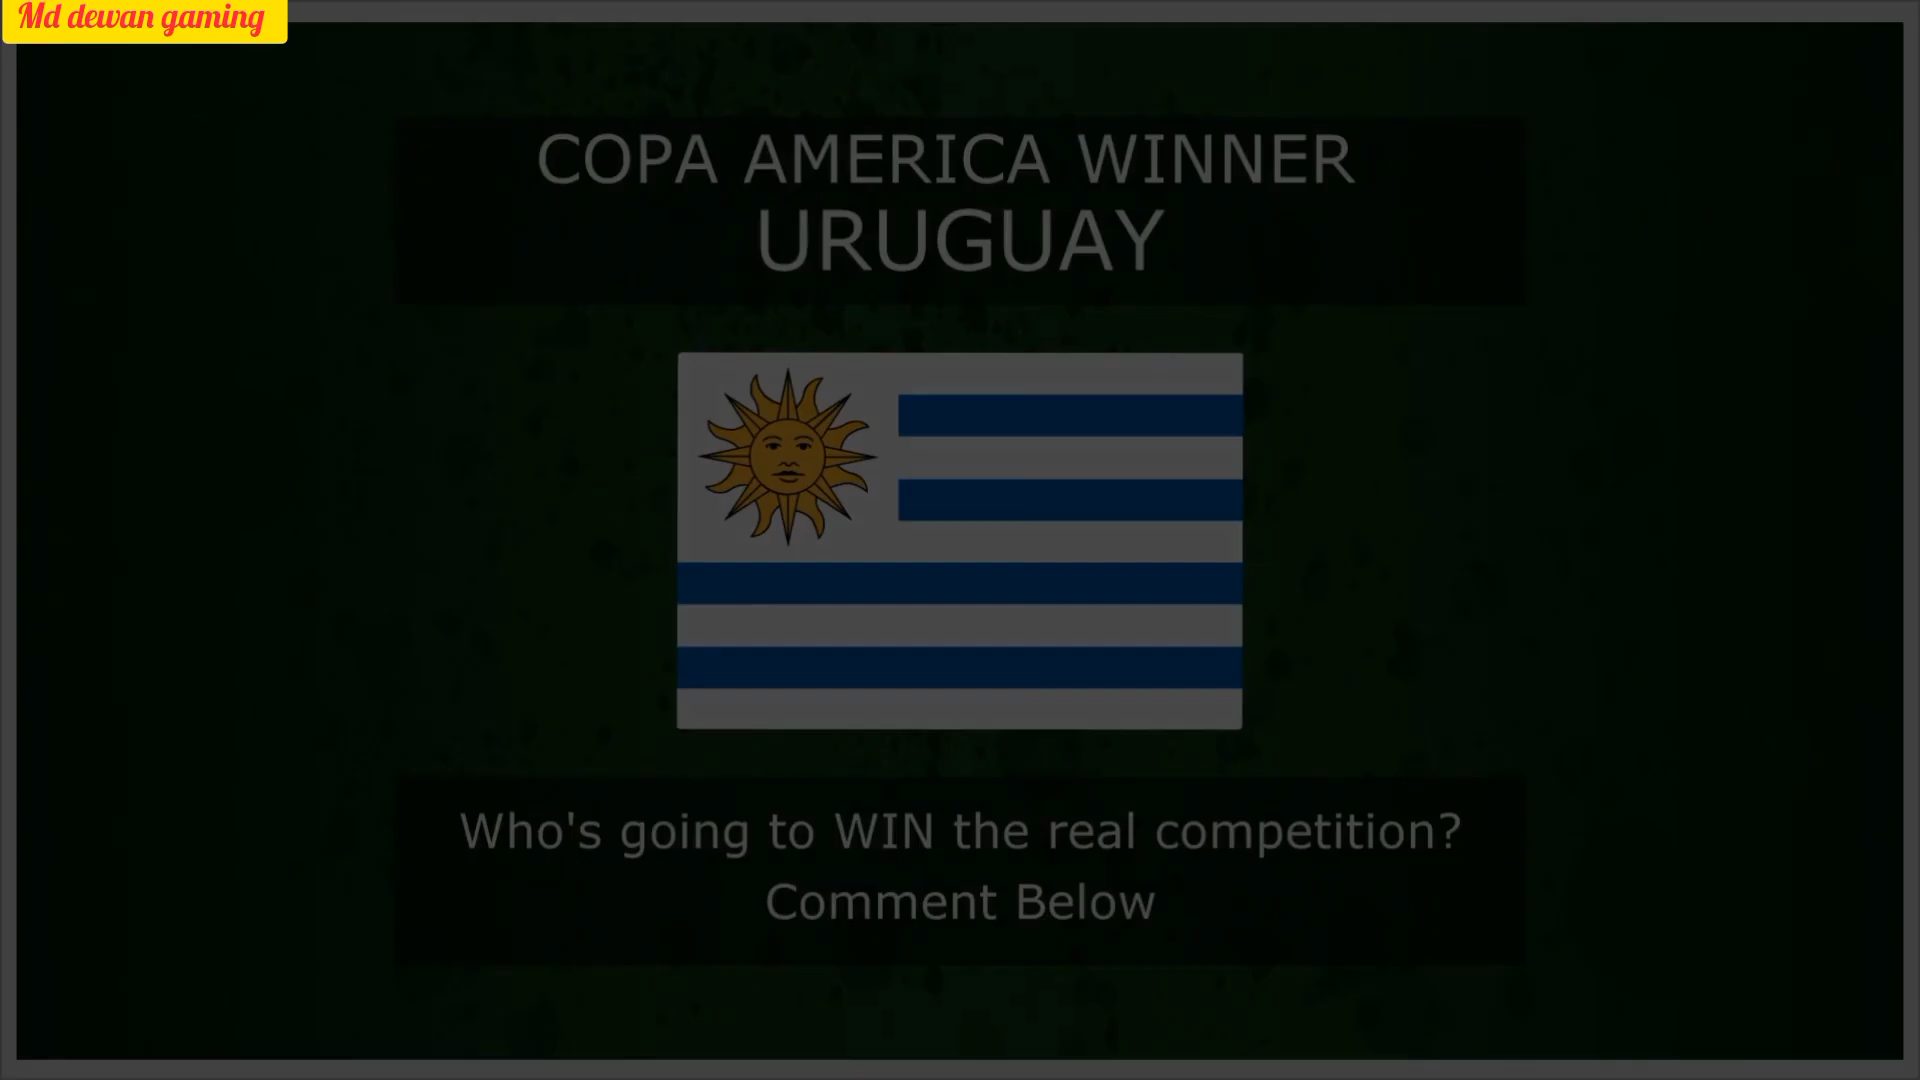 Md dewan gaming
COPA AMERICA WINNER
URUGUAY
Who's going to WIN the real competition?
Comment Below